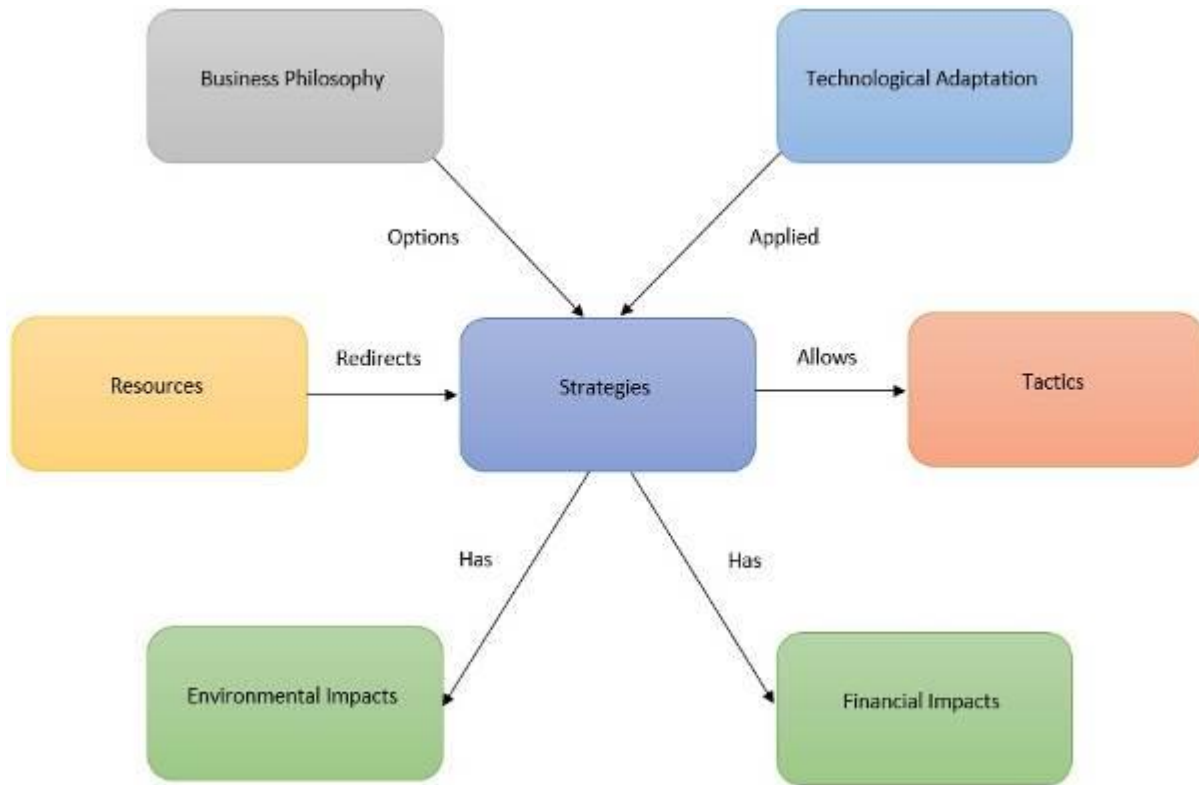 Business Philosophy
Technological Adaptation
Options
Applied
Resources
Redirects
Strategies
Allows
Tactics
Has
Has
Environmental Impacts
Financial Impacts